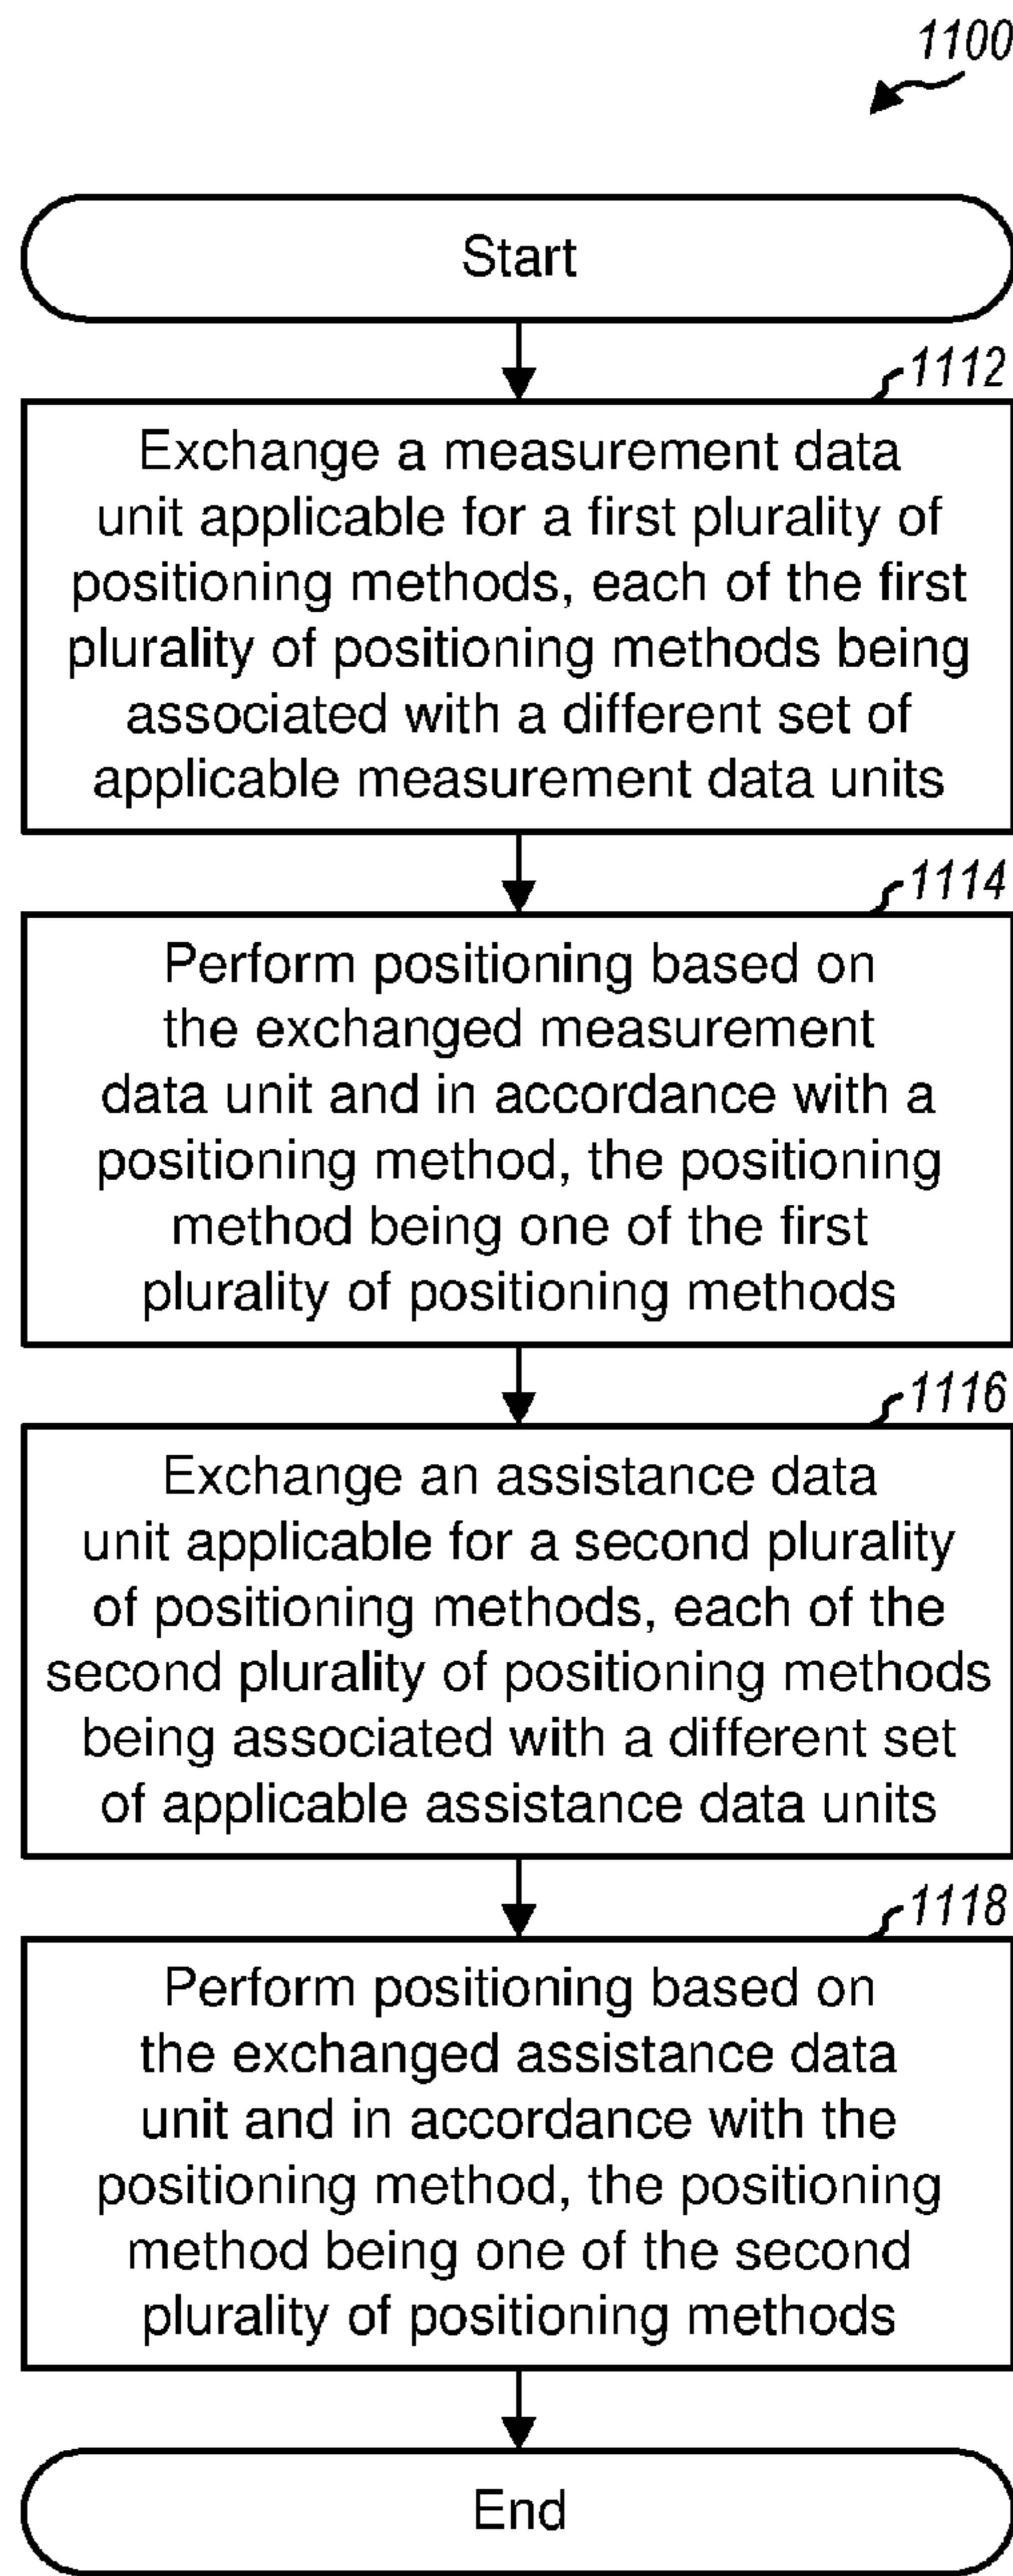 1100
Start
1112
Exchange a measurement data
unit applicable for a first plurality of
positioning methods, each of the first
plurality of positioning methods being
associated with a different set of
applicable measurement data units
1114
Perform positioning based on
the exchanged measurement
data unit and in accordance with a
positioning method, the positioning
method being one of the first
plurality of positioning methods
1116
Exchange an assistance data
unit applicable for a second plurality
of positioning methods, each of the
second plurality of positioning methods
being associated with a different set
of applicable assistance data units
1118
Perform positioning based on
the exchanged assistance data
unit and in accordance with the
positioning method, the positioning
method being one of the second
plurality of positioning methods
End